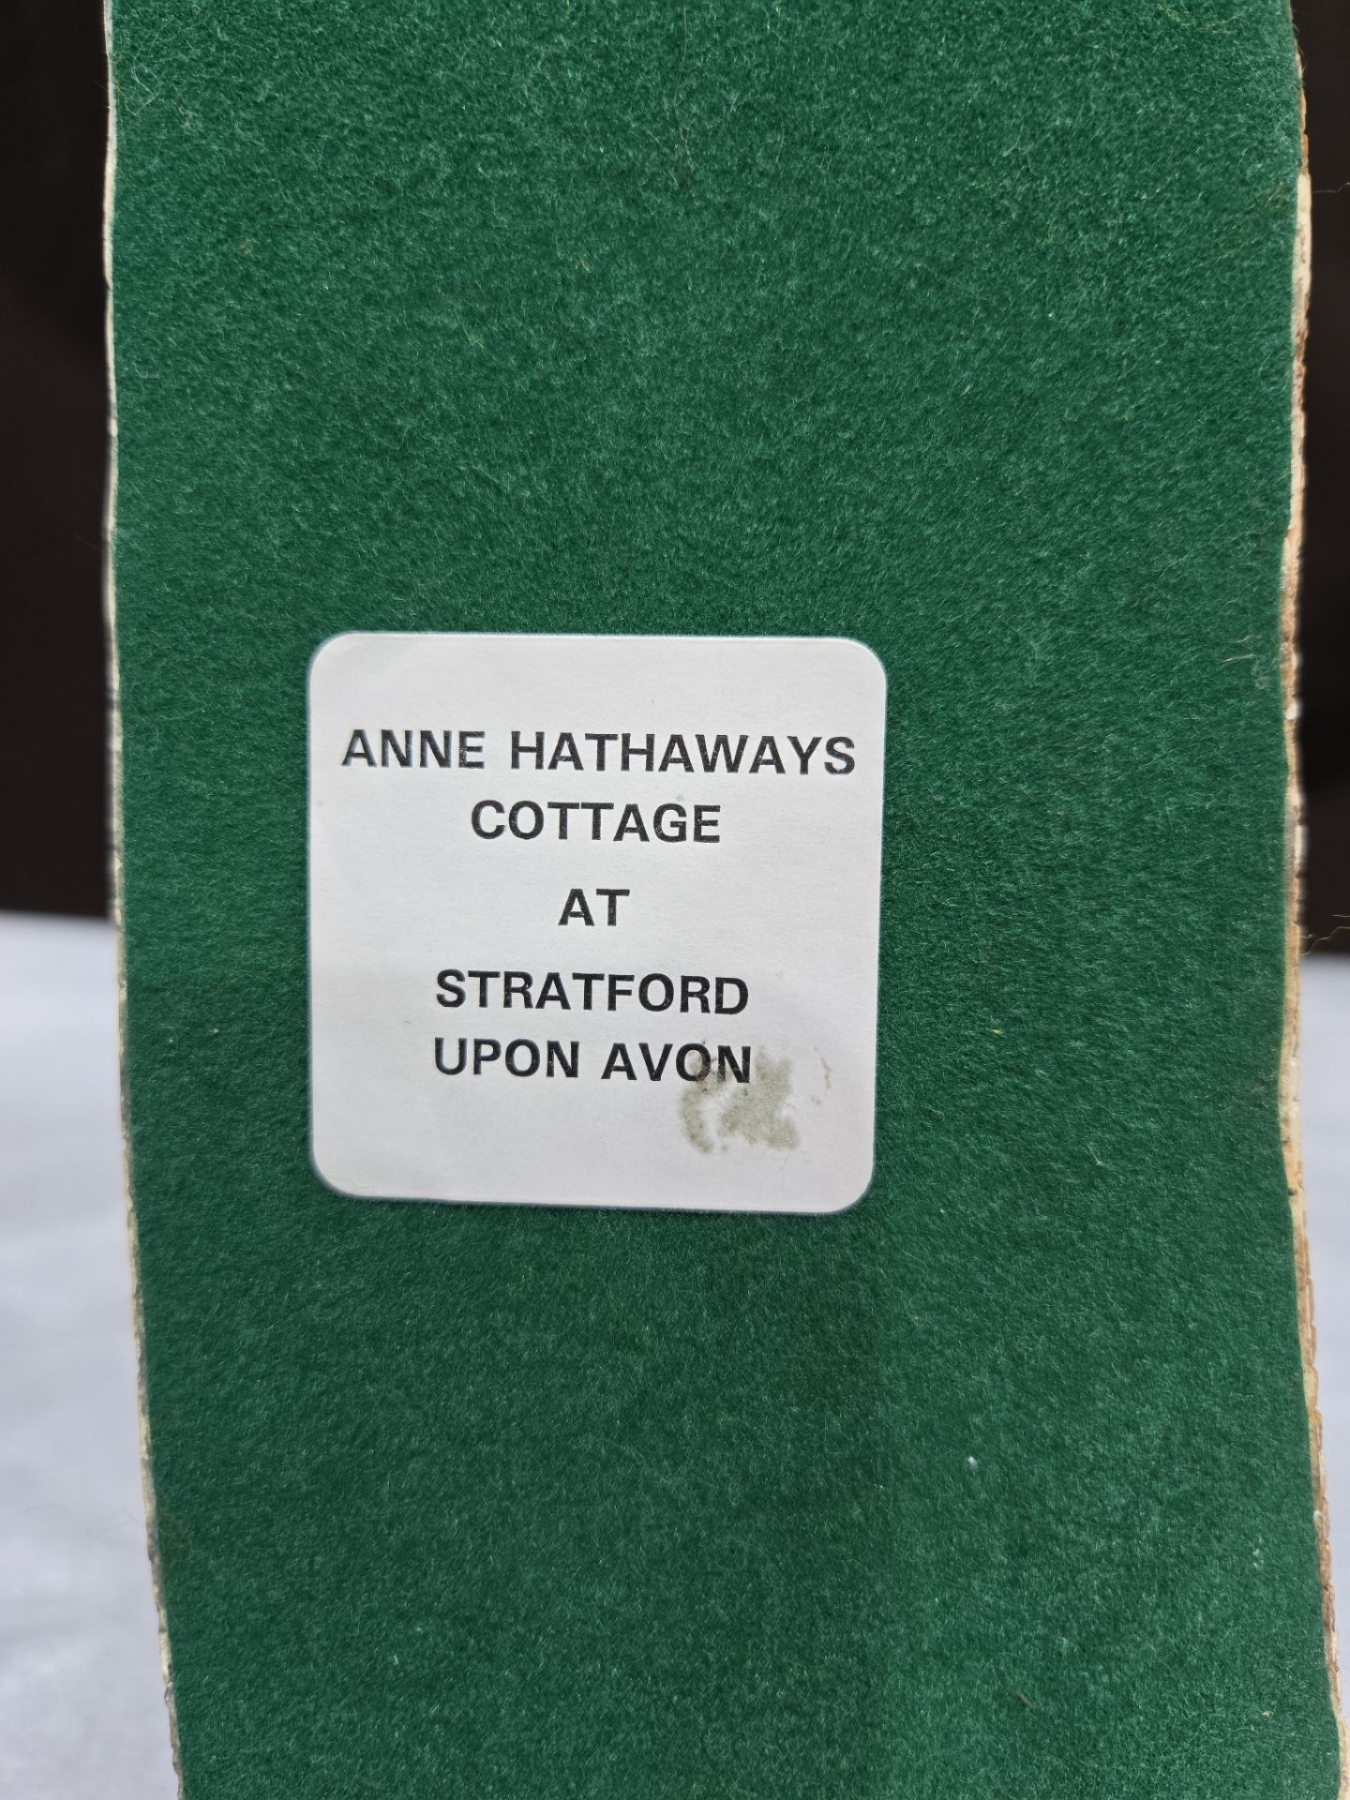 ANNE HATHAWAYS
COTTAGE
AT
STRATFORD
UPON AVON